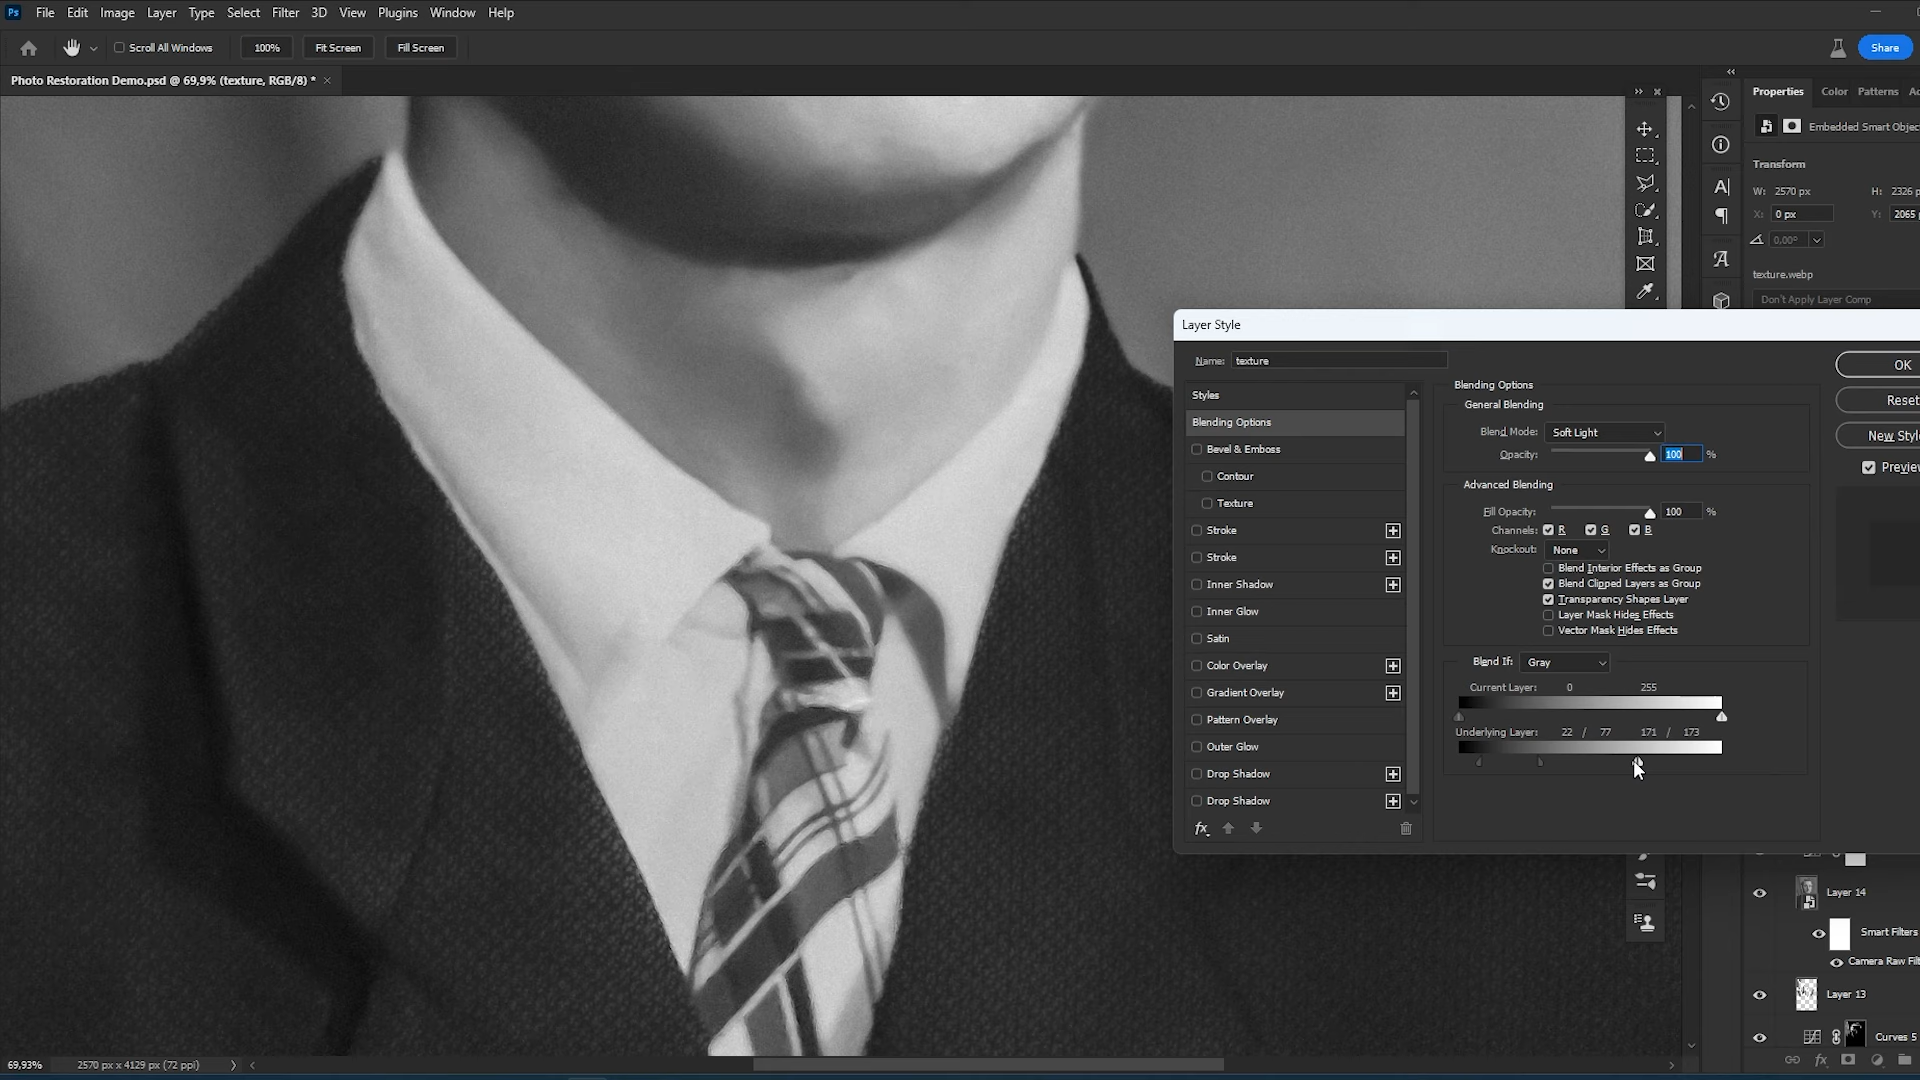 Ps File Edit Image Layer Type Select Filter 3D View Plugins Window Help
Scroll All Windows 100% Fit Screen Fill Screen Share
Photo Restoration Demo.psd @ 69,9% (texture, RGB/8) * ×
Properties Color Patterns
Embedded Smart Objec
Transform
W: 2570 px H: 2326 p
X: 0 px Y: 2065
0,00°
texture.webp
Don't Apply Layer Comp
Layer Style
Name: texture
OK
Reset
New Style
Preview
Styles
Blending Options
Bevel & Emboss
Contour
Texture
Stroke
Stroke
Inner Shadow
Inner Glow
Satin
Color Overlay
Gradient Overlay
Pattern Overlay
Outer Glow
Drop Shadow
Drop Shadow
fx
Blending Options
General Blending
Blend Mode: Soft Light
Opacity: 100 %
Advanced Blending
Fill Opacity: 100 %
Channels: R G B
Knockout: None
Blend Interior Effects as Group
Blend Clipped Layers as Group
Transparency Shapes Layer
Layer Mask Hides Effects
Vector Mask Hides Effects
Blend If: Gray
Current Layer: 0 255
Underlying Layer: 22 / 77 171 / 173
Layer 14
Smart Filters
Camera Raw Filt
Layer 13
Curves 5
fx
69,93% 2570 px x 4129 px (72 ppi)